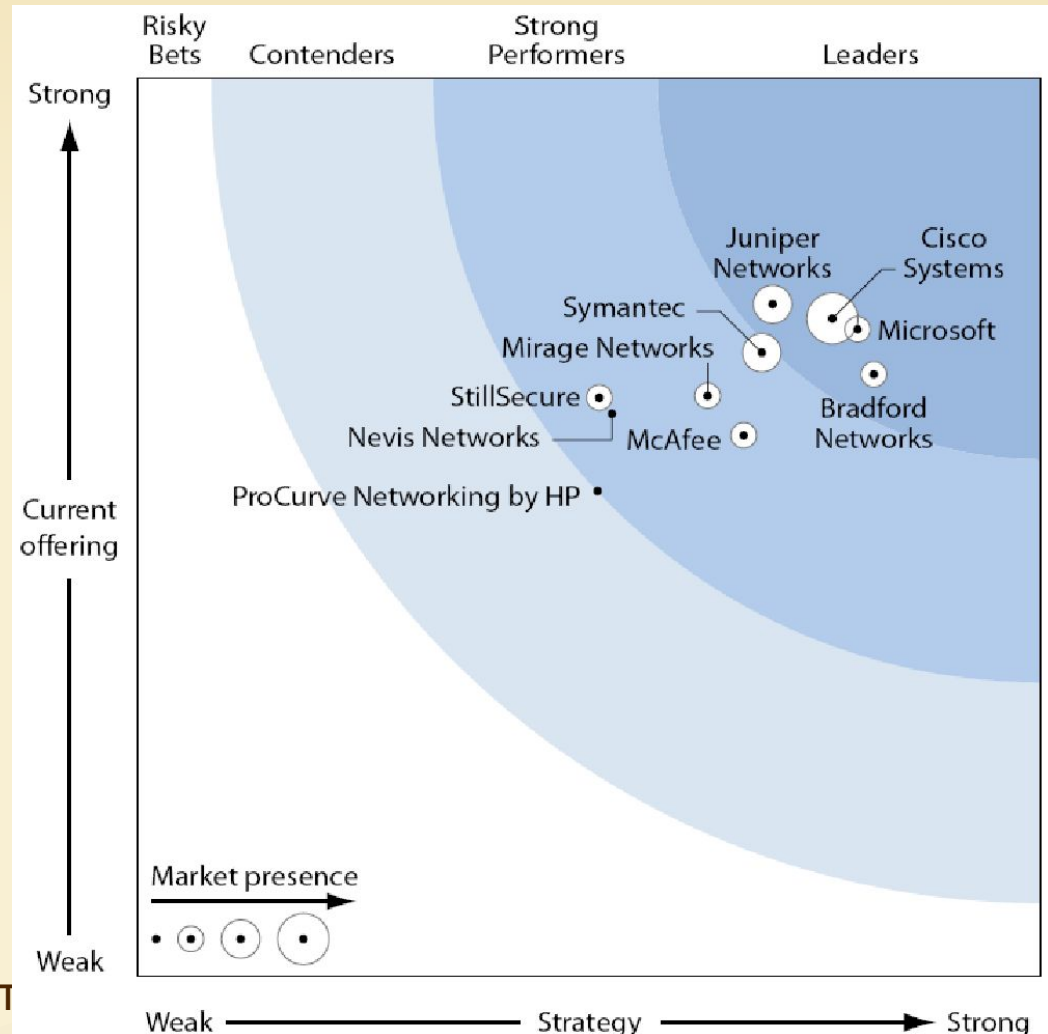 Risky
Bets
Contenders
Strong
Performers
Leaders
Strong
Current
offering
Weak
Juniper
Networks
Cisco
Systems
Symantec
Microsoft
Mirage Networks
StillSecure
Bradford
Networks
Nevis Networks
McAfee
ProCurve Networking by HP
Market presence
T
Weak
Strategy
Strong